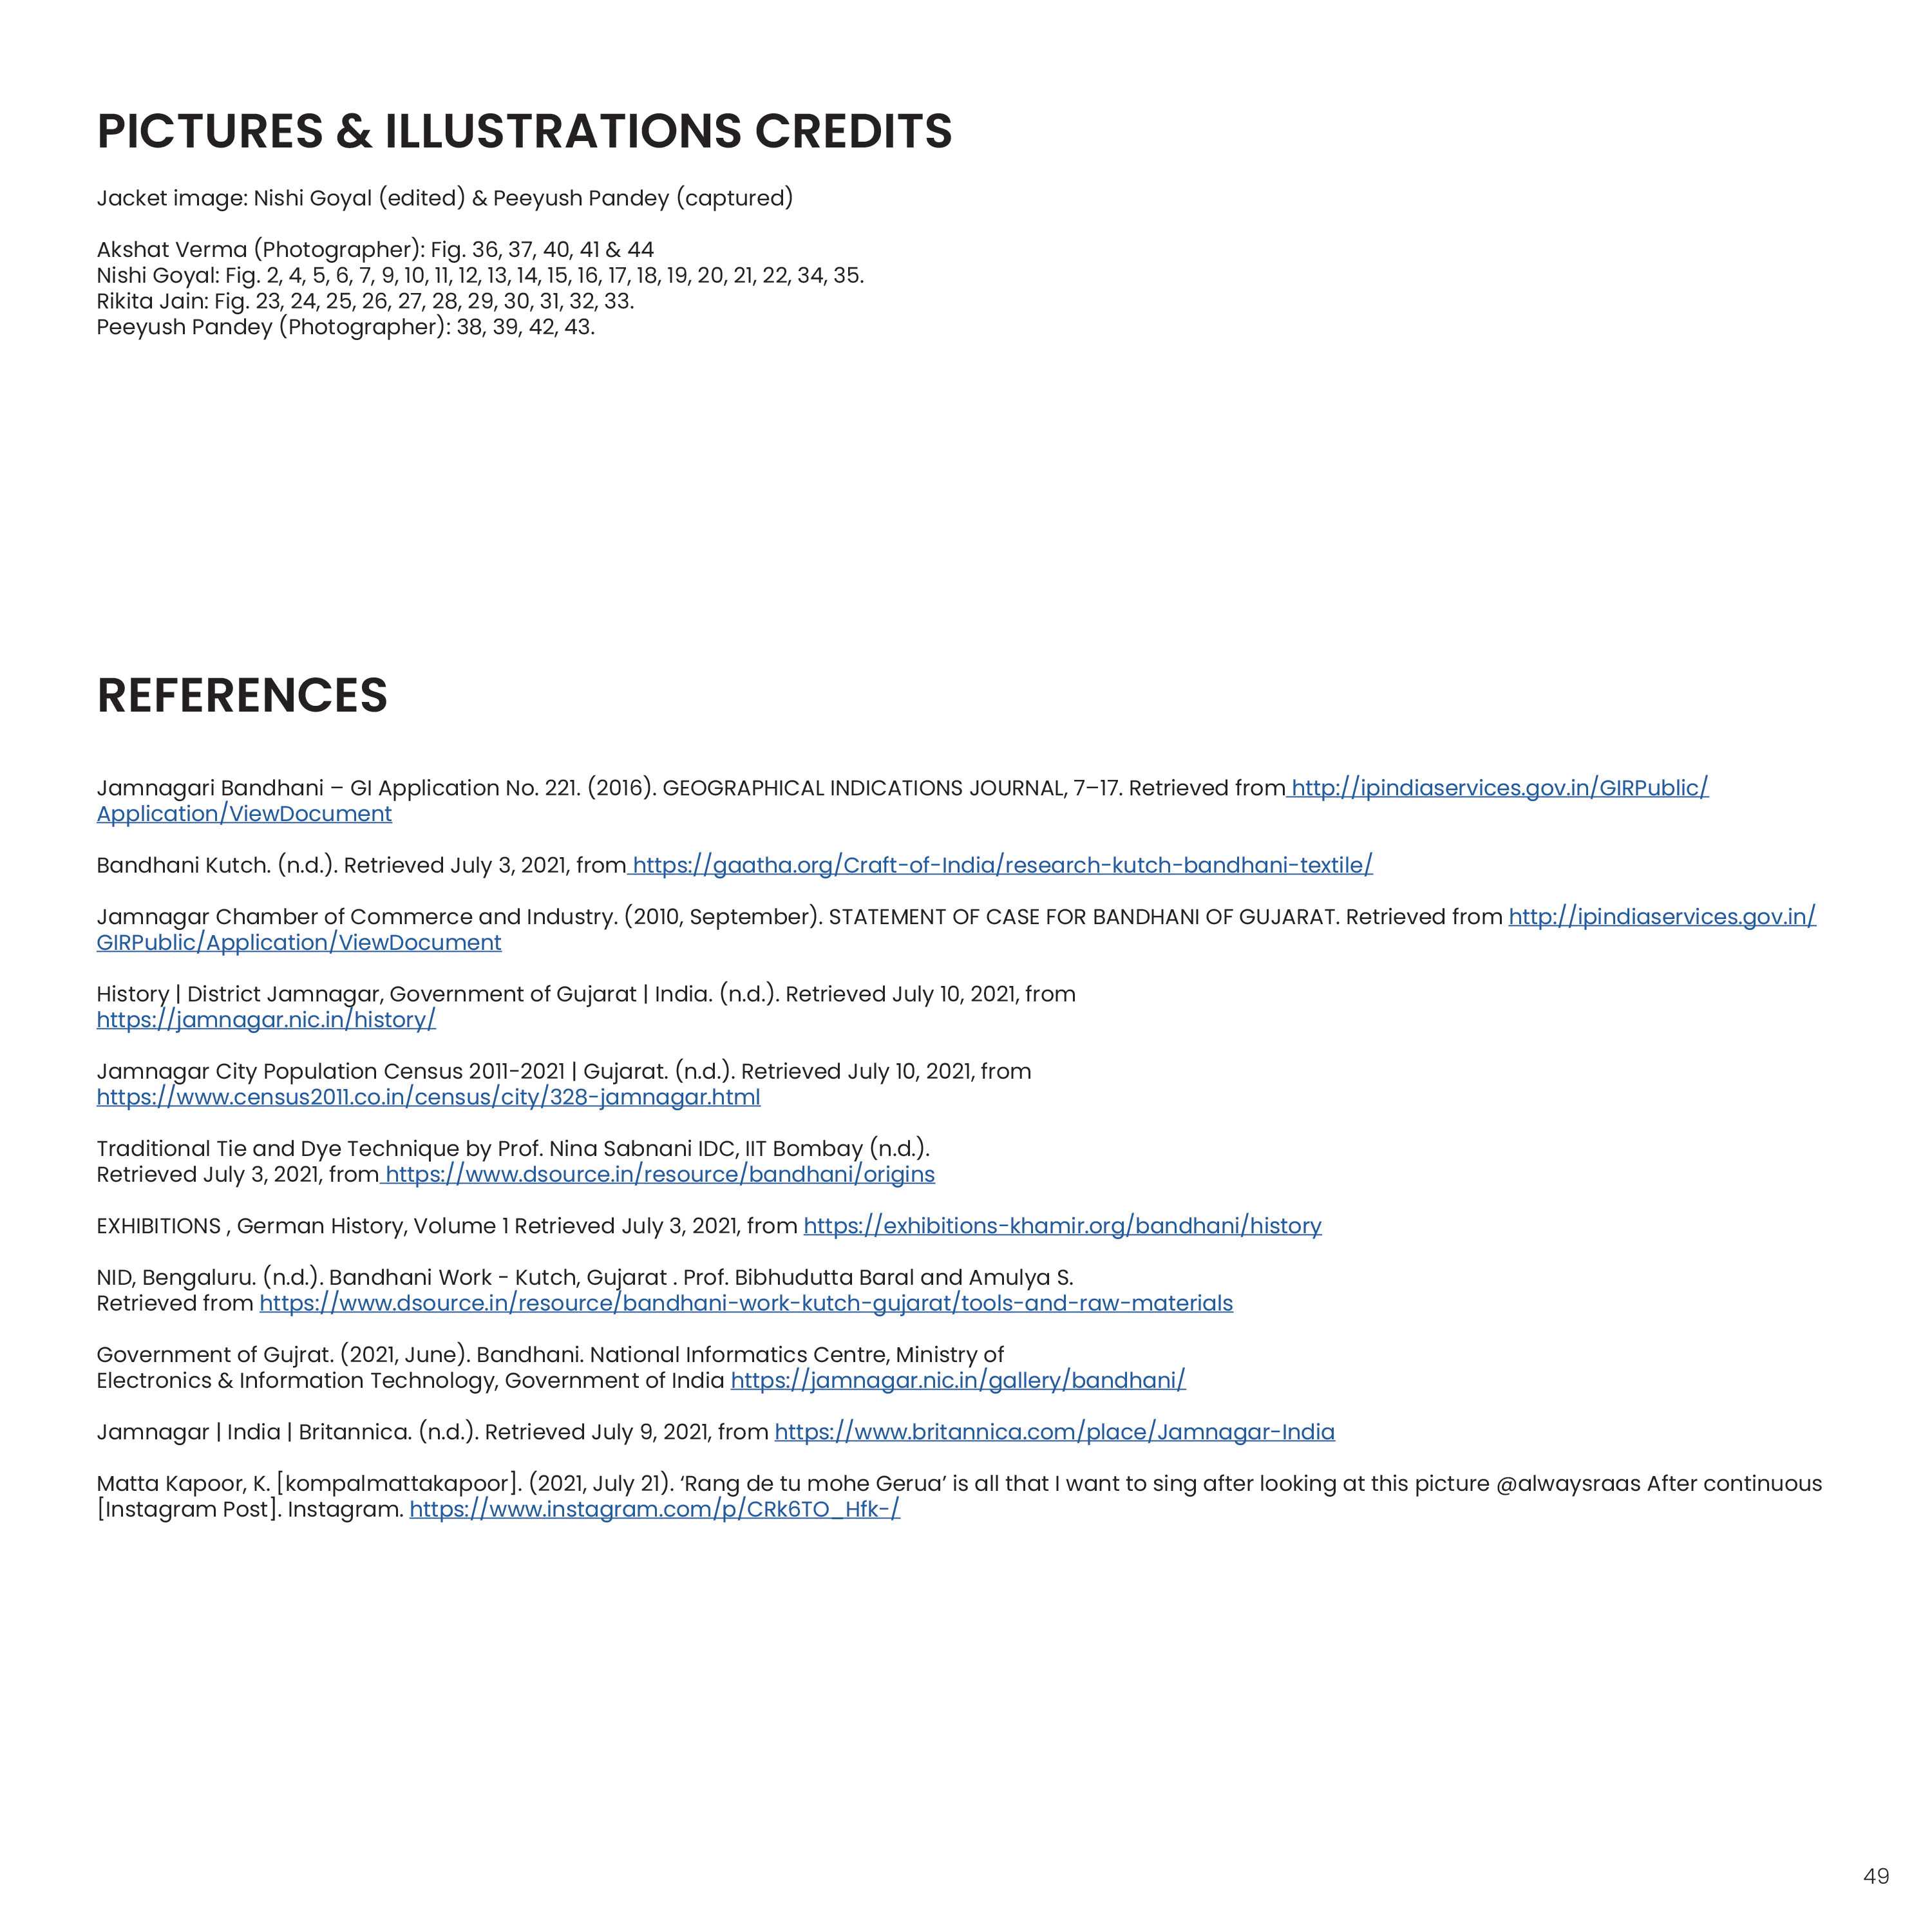 PICTURES & ILLUSTRATIONS CREDITS
Jacket image: Nishi Goyal (edited) & Peeyush Pandey (captured)
Akshat Verma (Photographer): Fig. 36, 37, 40, 41 & 44
Nishi Goyal: Fig. 2, 4, 5, 6, 7, 9, 10, 11, 12, 13, 14, 15, 16, 17, 18, 19, 20, 21, 22, 34, 35.
Rikita Jain: Fig. 23, 24, 25, 26, 27, 28, 29, 30, 31, 32, 33.
Peeyush Pandey (Photographer): 38, 39, 42, 43.
REFERENCES
Jamnagari Bandhani – GI Application No. 221. (2016). GEOGRAPHICAL INDICATIONS JOURNAL, 7–17. Retrieved from http://ipindiaservices.gov.in/GIRPublic/
Application/ViewDocument
Bandhani Kutch. (n.d.). Retrieved July 3, 2021, from https://gaatha.org/Craft-of-India/research-kutch-bandhani-textile/
Jamnagar Chamber of Commerce and Industry. (2010, September). STATEMENT OF CASE FOR BANDHANI OF GUJARAT. Retrieved from http://ipindiaservices.gov.in/
GIRPublic/Application/ViewDocument
History | District Jamnagar, Government of Gujarat | India. (n.d.). Retrieved July 10, 2021, from
https://jamnagar.nic.in/history/
Jamnagar City Population Census 2011-2021 | Gujarat. (n.d.). Retrieved July 10, 2021, from
https://www.census2011.co.in/census/city/328-jamnagar.html
Traditional Tie and Dye Technique by Prof. Nina Sabnani IDC, IIT Bombay (n.d.).
Retrieved July 3, 2021, from https://www.dsource.in/resource/bandhani/origins
EXHIBITIONS , German History, Volume 1 Retrieved July 3, 2021, from https://exhibitions-khamir.org/bandhani/history
NID, Bengaluru. (n.d.). Bandhani Work - Kutch, Gujarat . Prof. Bibhudutta Baral and Amulya S.
Retrieved from https://www.dsource.in/resource/bandhani-work-kutch-gujarat/tools-and-raw-materials
Government of Gujrat. (2021, June). Bandhani. National Informatics Centre, Ministry of
Electronics & Information Technology, Government of India https://jamnagar.nic.in/gallery/bandhani/
Jamnagar | India | Britannica. (n.d.). Retrieved July 9, 2021, from https://www.britannica.com/place/Jamnagar-India
Matta Kapoor, K. [kompalmattakapoor]. (2021, July 21). ‘Rang de tu mohe Gerua’ is all that I want to sing after looking at this picture @alwaysraas After continuous
[Instagram Post]. Instagram. https://www.instagram.com/p/CRk6TO_Hfk-/
49